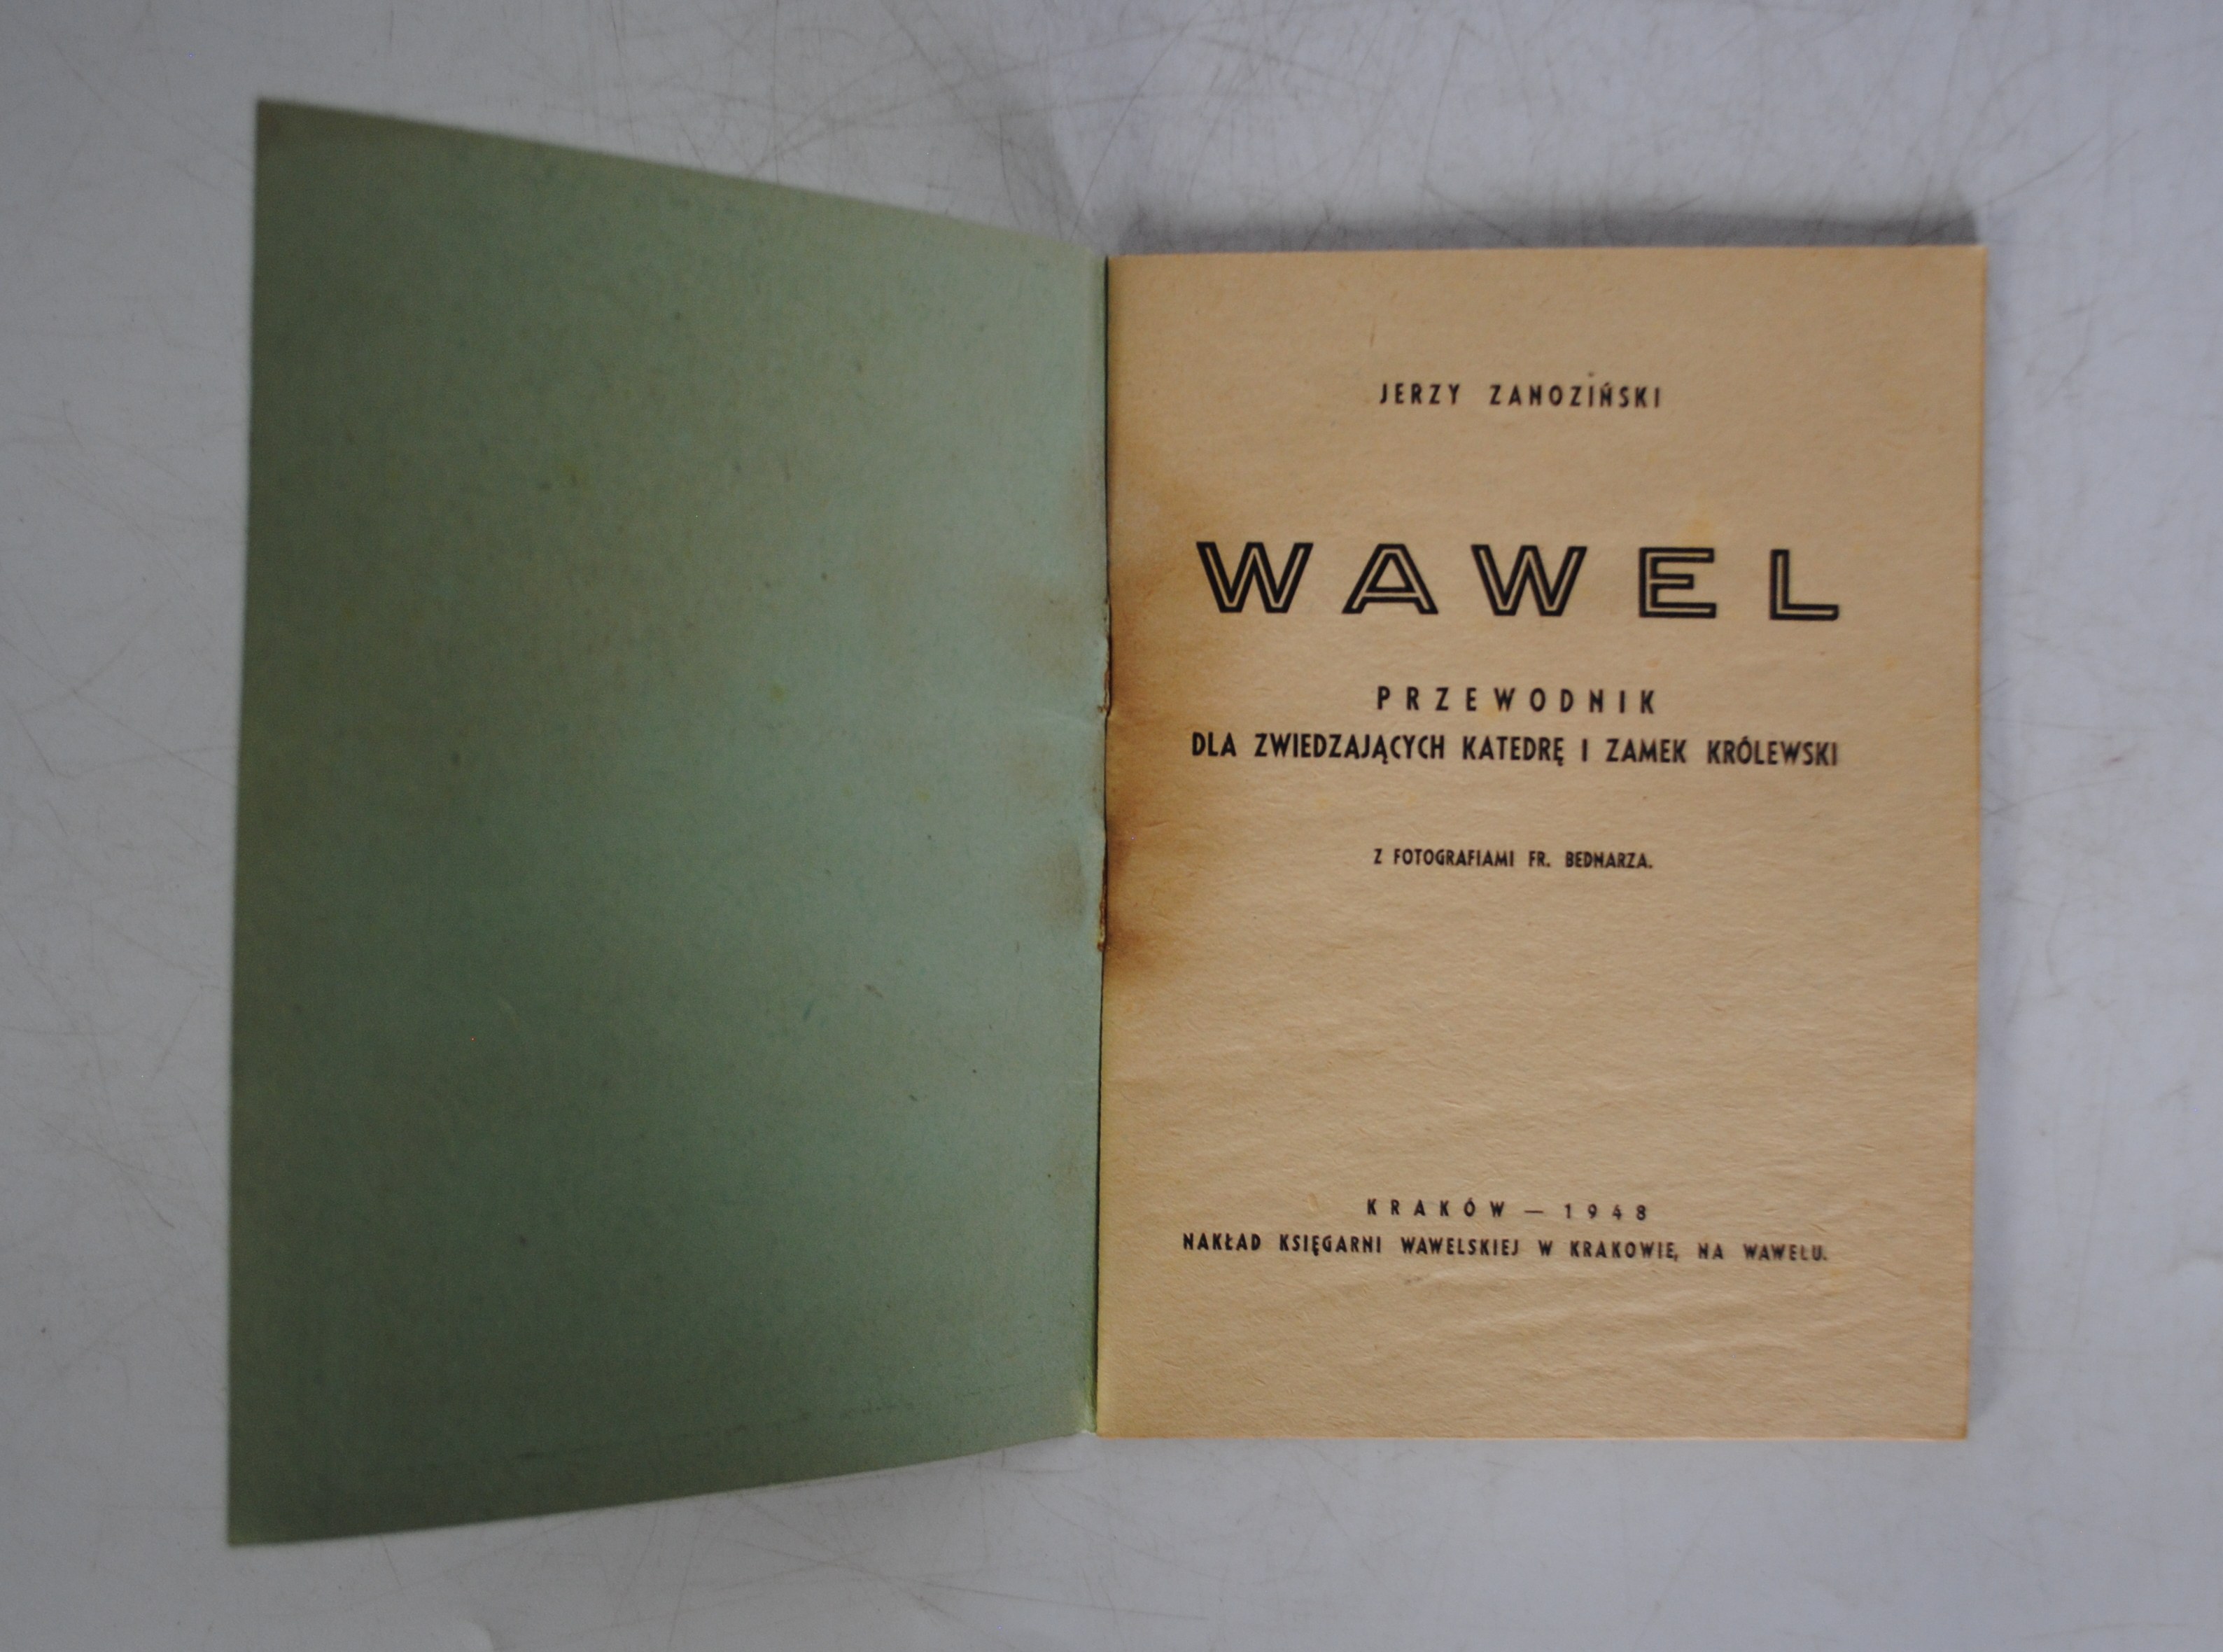 JERZY ZANOZIŃSKI
WAWEL
PRZEWODNIK
DLA ZWIEDZAJĄCYCH KATEDRĘ I ZAMEK KRÓLEWSKI
Z FOTOGRAFIAMI FR. BEDNARZA.
KRAKÓW — 1948
NAKŁAD KSIĘGARNI WAWELSKIEJ W KRAKOWIE, NA WAWELU.